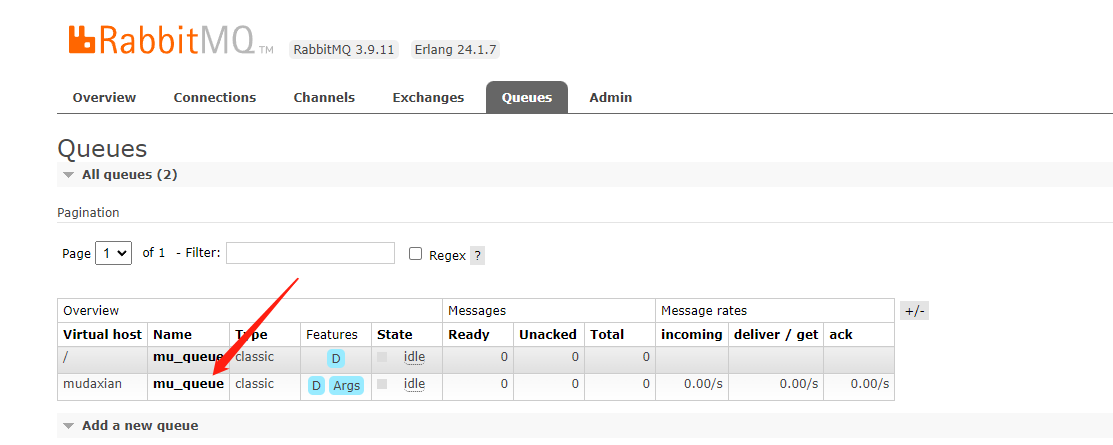 RabbitMQ TM RabbitMQ 3.9.11 Erlang 24.1.7
Overview Connections Channels Exchanges Queues Admin
Queues
All queues (2)
Pagination
Page 1 of 1 - Filter: Regex ?
Overview Messages Message rates +/-
Virtual host Name Type Features State Ready Unacked Total incoming deliver / get ack
/ mu_queue classic D idle 0 0 0
mudaxian mu_queue classic D Args idle 0 0 0 0.00/s 0.00/s 0.00/s
Add a new queue